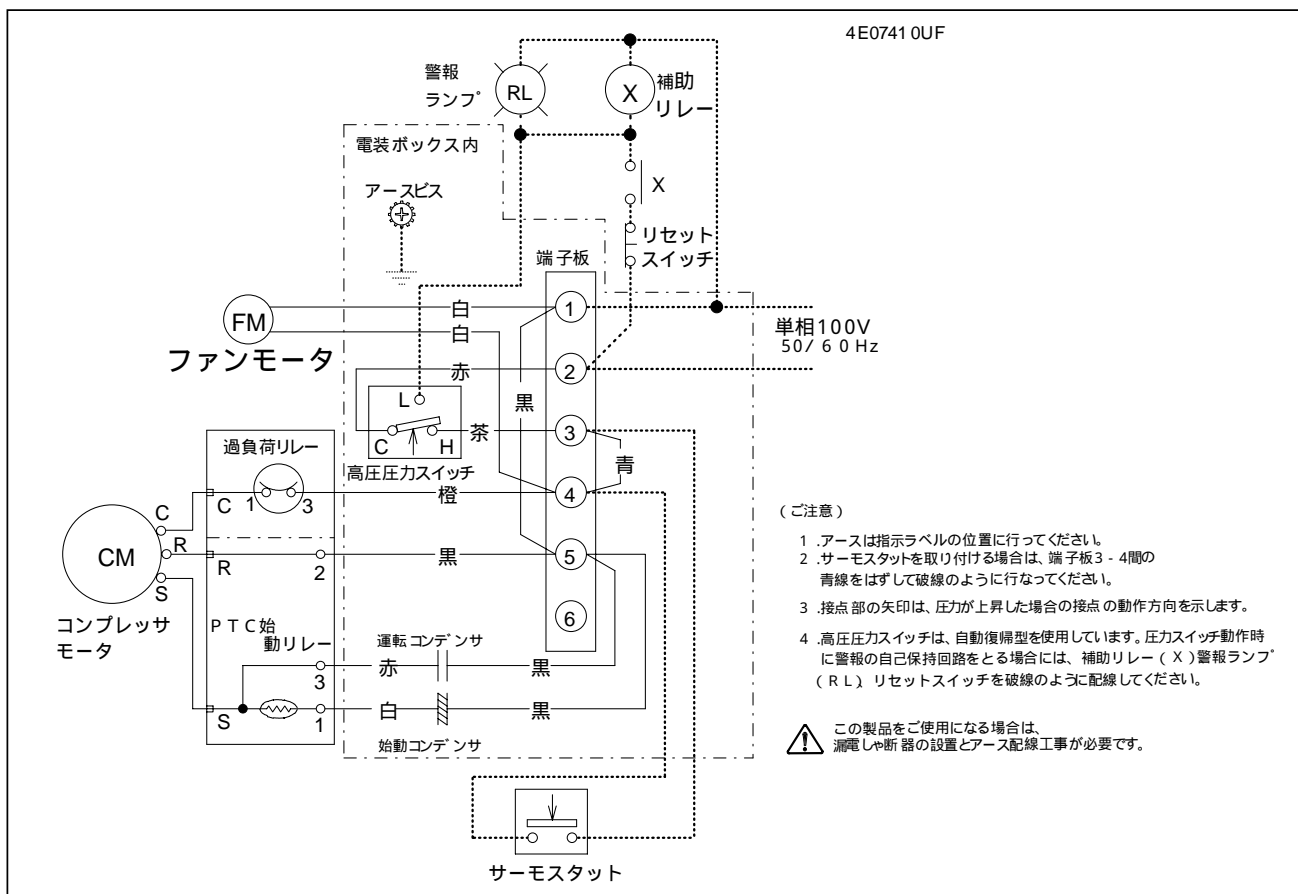 4E07410UF
警報
ランプ
RL
X
補助
リレー
電装ボックス内
アースビス
X
リセット
スイッチ
端子板
FM
ファンモータ
白
白
1
単相100V
50/60Hz
赤
2
黒
L
C
H
茶
3
高圧圧力スイッチ
青
過負荷リレー
C
1
3
橙
4
CM
C
R
S
R
2
黒
5
6
コンプレッサ
モータ
PTC始
動リレー
運転コンデンサ
3
赤
黒
S
1
白
黒
始動コンデンサ
サーモスタット
(ご注意)
1.アースは指示ラベルの位置に行ってください。
2.サーモスタットを取り付ける場合は、端子板3-4間の
青線をはずして破線のように行なってください。
3.接点部の矢印は、圧力が上昇した場合の接点の動作方向を示します。
4.高圧圧力スイッチは、自動復帰型を使用しています。圧力スイッチ動作時
に警報の自己保持回路をとる場合には、補助リレー(X)警報ランプ
(RL)、リセットスイッチを破線のように配線してください。
この製品をご使用になる場合は、
漏電しゃ断器の設置とアース配線工事が必要です。